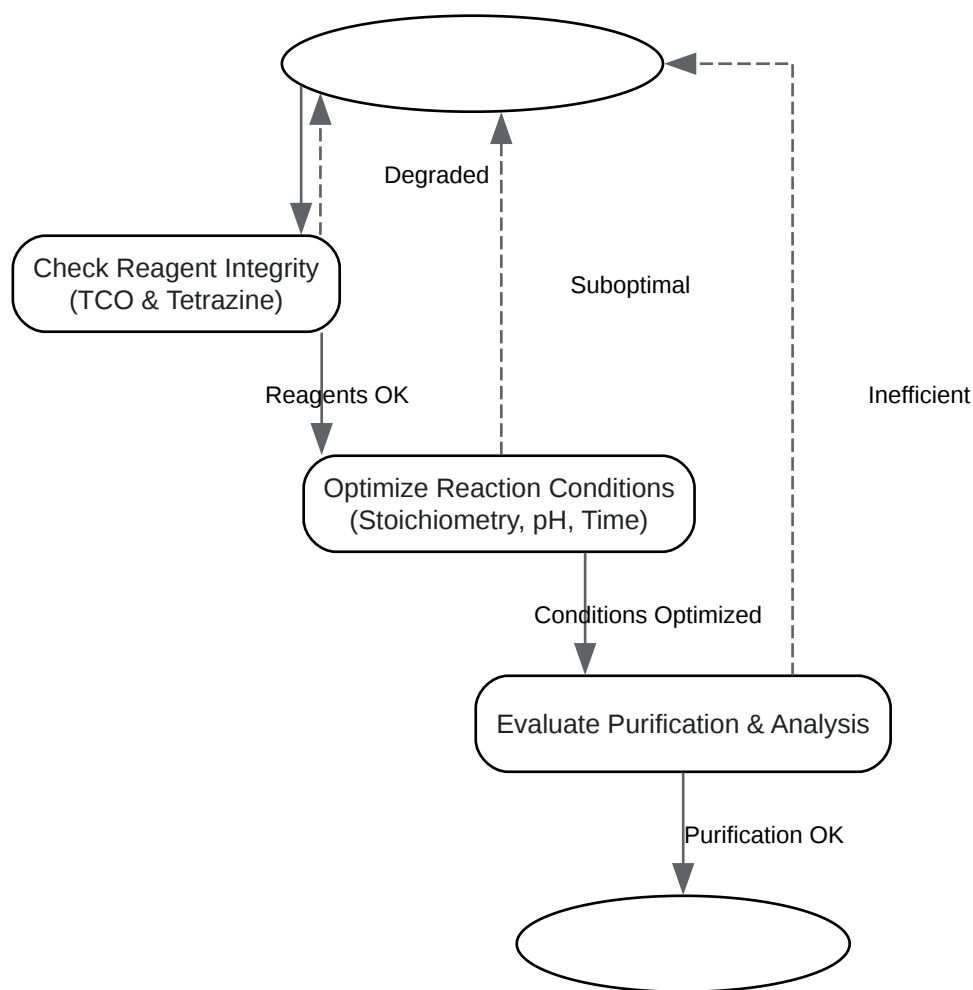 Degraded
Check Reagent Integrity
(TCO & Tetrazine)
Suboptimal
Reagents OK
Inefficient
Optimize Reaction Conditions
(Stoichiometry, pH, Time)
Conditions Optimized
Evaluate Purification & Analysis
Purification OK